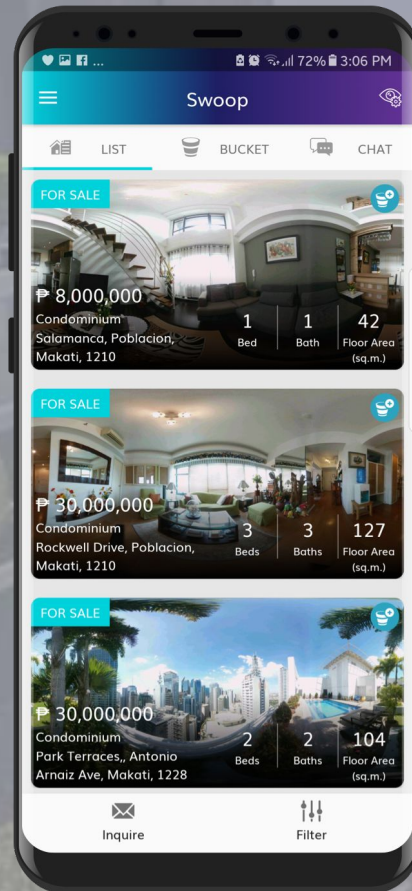 ... 72% 3:06 PM
Swoop
LIST BUCKET CHAT
FOR SALE
₱ 8,000,000
Condominium
Salamanca, Poblacion,
Makati, 1210
1 1 42
Bed Bath Floor Area
(sq.m.)
FOR SALE
₱ 30,000,000
Condominium
Rockwell Drive, Poblacion,
Makati, 1210
3 3 127
Beds Baths Floor Area
(sq.m.)
FOR SALE
₱ 30,000,000
Condominium
Park Terraces,, Antonio
Arnaiz Ave, Makati, 1228
2 2 104
Beds Baths Floor Area
(sq.m.)
Inquire Filter